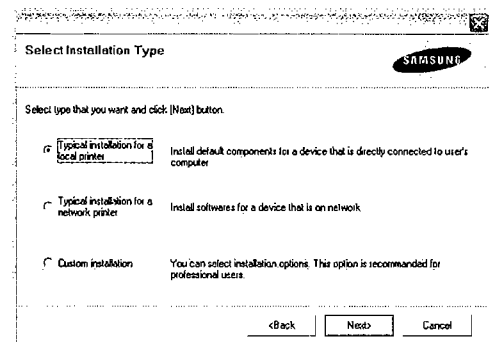 Select Installation Type
SAMSUNG
Select type that you want and click [Next] button.
Typical installation for a
local printer
Install default components for a device that is directly connected to user's
computer
Typical installation for a
network printer
Install softwares for a device that is on network
Custom installation
You can select installation options. This option is recommanded for
professional users.
<Back
Next>
Cancel